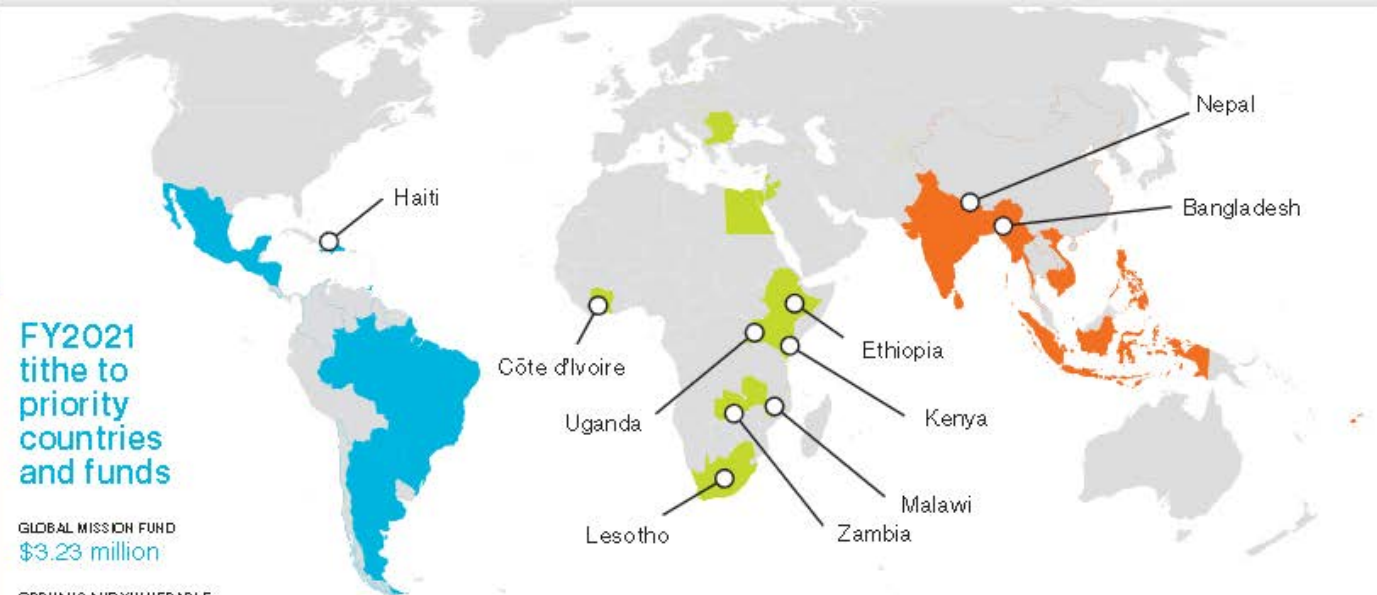 Nepal
Haiti
Bangladesh
FY2021
tithe to
priority
countries
and funds
Côte d'Ivoire
Ethiopia
Uganda
Kenya
Malawi
Lesotho
Zambia
GLOBAL MISSION FUND
$3.23 million